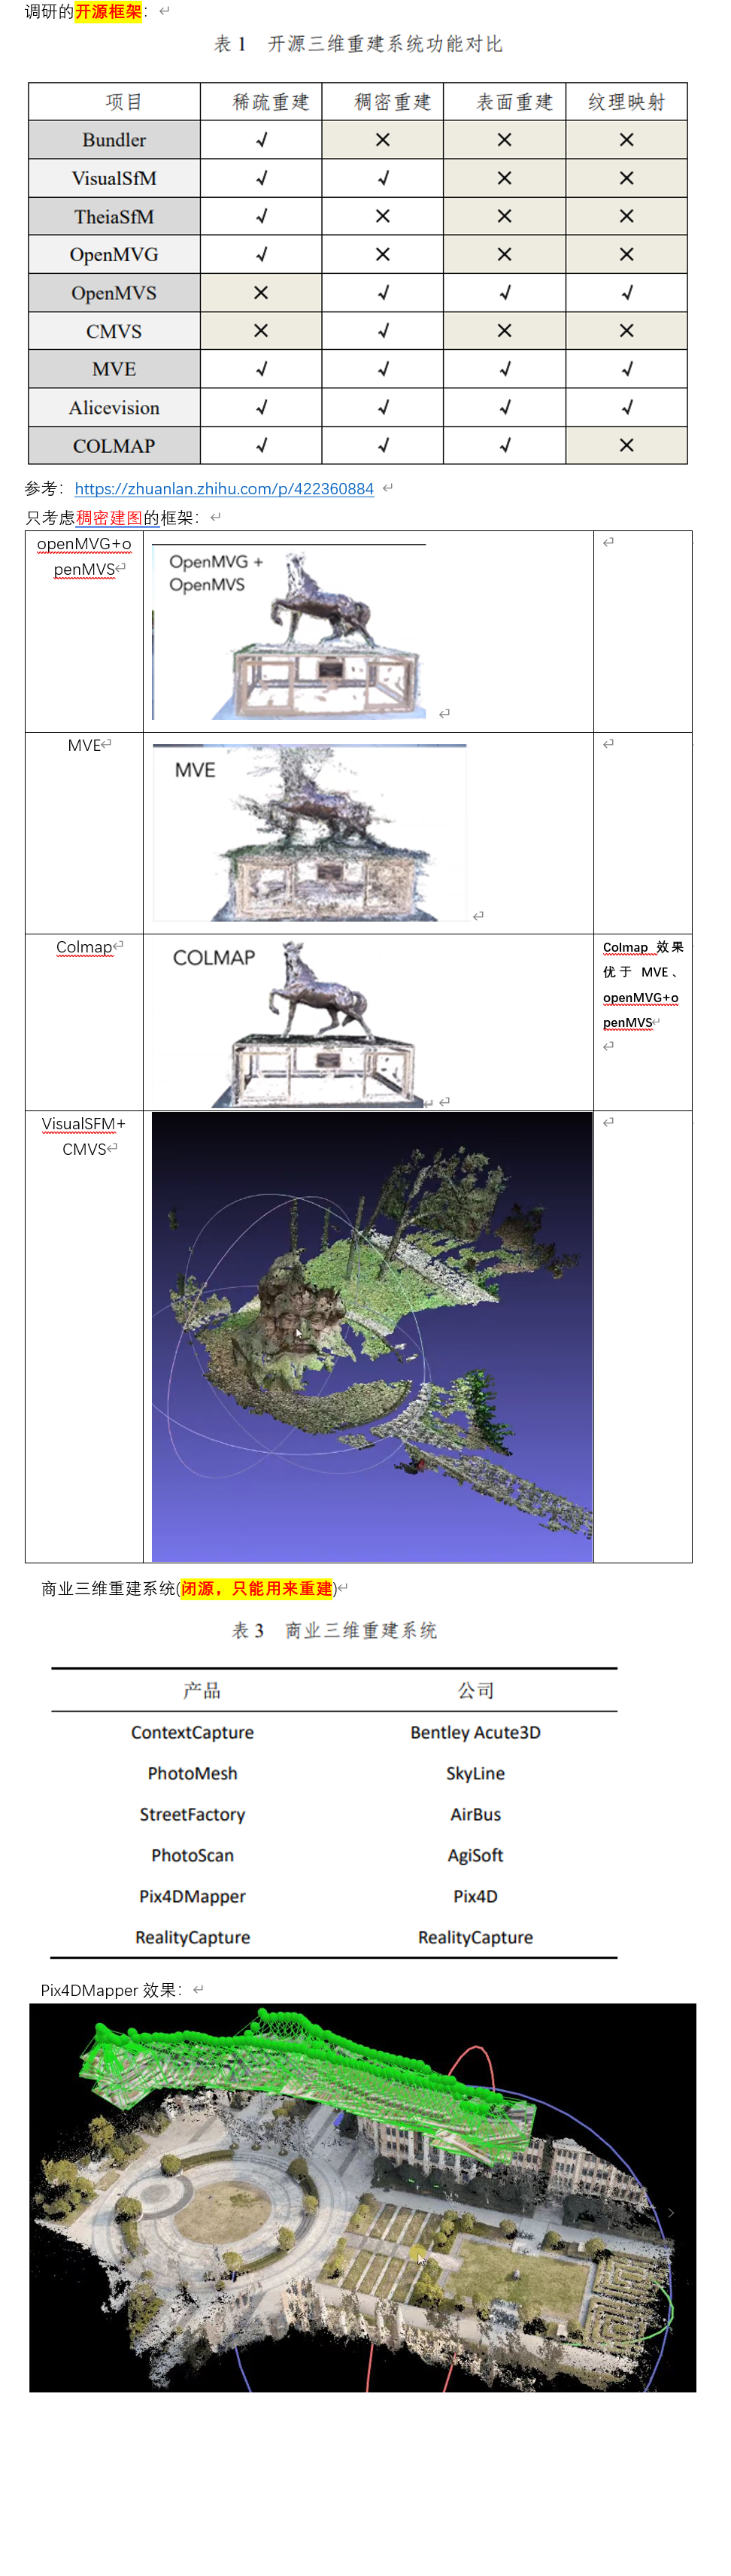 调研的开源框架：
表 1 开源三维重建系统功能对比
项目 稀疏重建 稠密重建 表面重建 纹理映射
Bundler √ × × ×
VisualSfM √ √ × ×
TheiaSfM √ × × ×
OpenMVG √ × × ×
OpenMVS × √ √ √
CMVS × √ × ×
MVE √ √ √ √
Alicevision √ √ √ √
COLMAP √ √ √ ×
参考：https://zhuanlan.zhihu.com/p/422360884
只考虑稠密建图的框架：
openMVG+o
penMVS
OpenMVG +
OpenMVS
MVE
MVE
Colmap
COLMAP
Colmap 效果
优于 MVE、
openMVG+o
penMVS
VisualSFM+
CMVS
商业三维重建系统(闭源，只能用来重建)
表 3 商业三维重建系统
产品 公司
ContextCapture Bentley Acute3D
PhotoMesh SkyLine
StreetFactory AirBus
PhotoScan AgiSoft
Pix4DMapper Pix4D
RealityCapture RealityCapture
Pix4DMapper 效果：